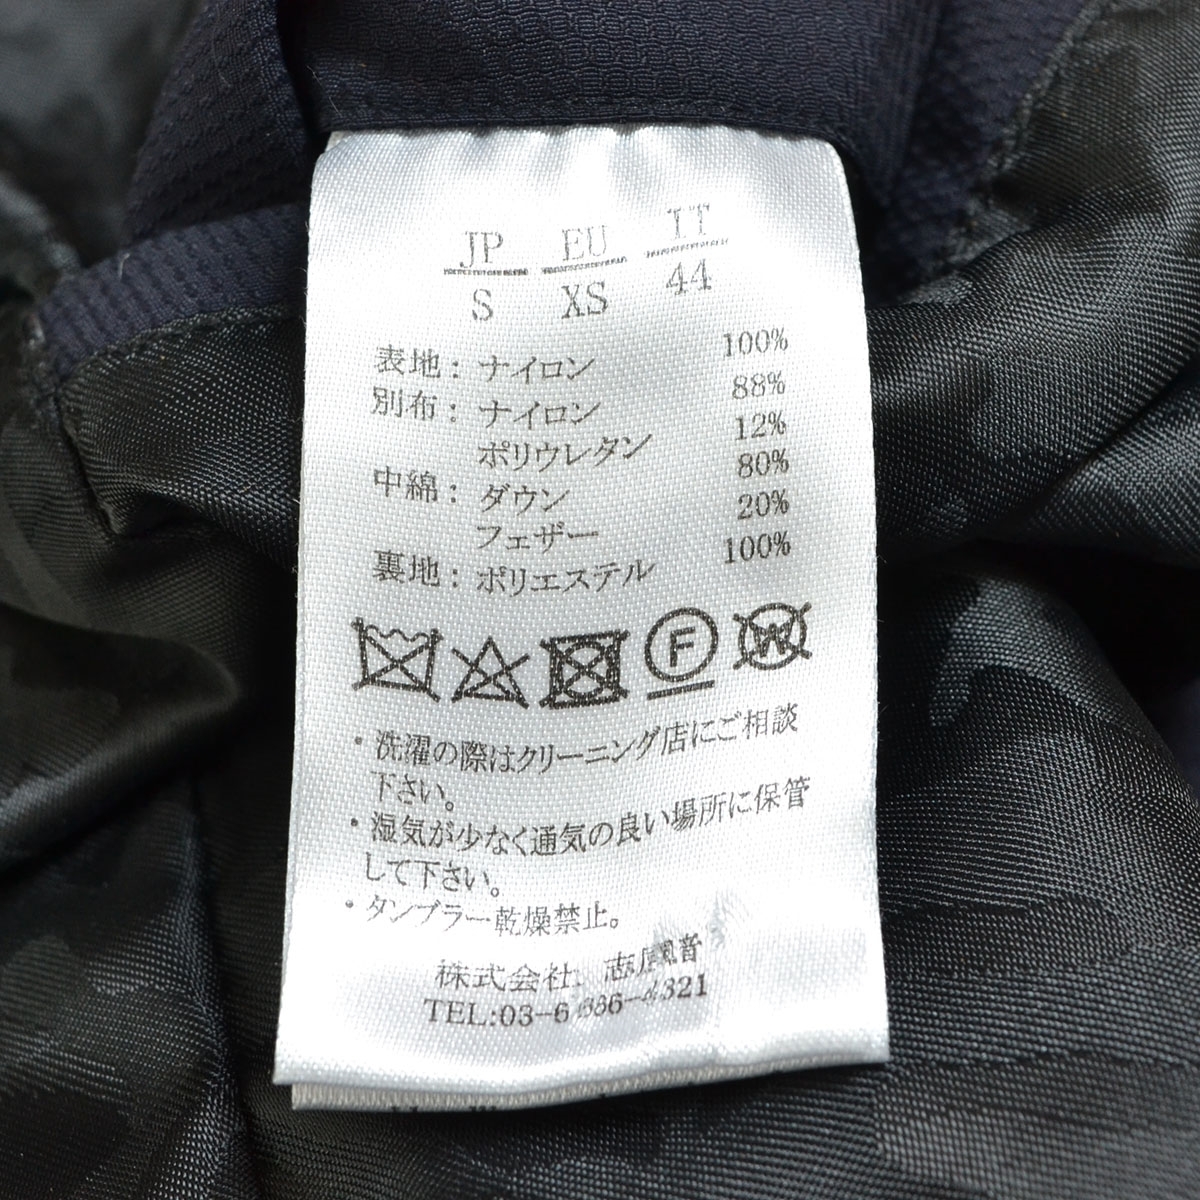 JP EU IT
S XS 44
表地: ナイロン 100%
別布: ナイロン 88%
ポリウレタン 12%
中綿: ダウン 80%
フェザー 20%
裏地: ポリエステル 100%
F W
・洗濯の際はクリーニング店にご相談
下さい。
・湿気が少なく通気の良い場所に保管
して下さい。
・タンブラー乾燥禁止。
株式会社